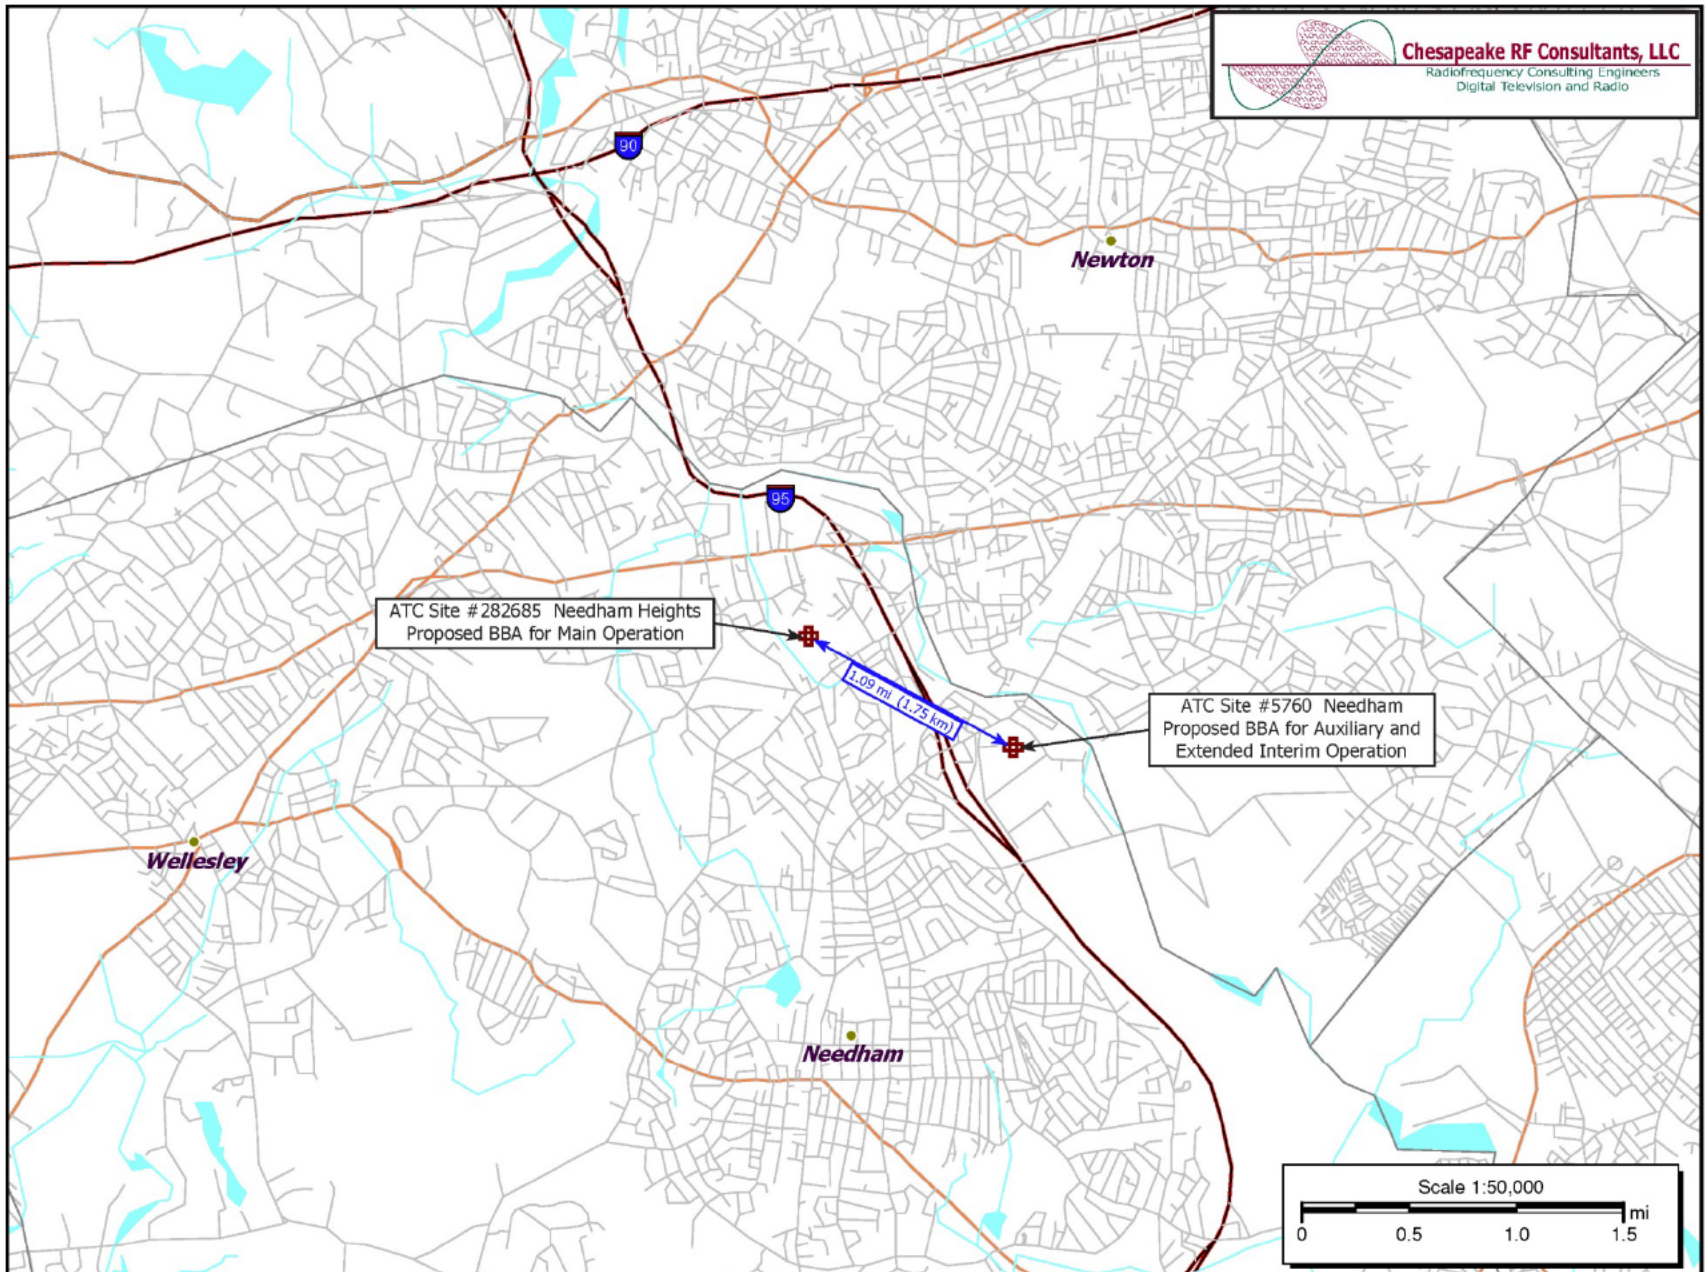 Chesapeake RF Consultants, LLC
Radiofrequency Consulting Engineers
Digital Television and Radio
90
Newton
95
ATC Site #282685 Needham Heights
Proposed BBA for Main Operation
1.09 mi (1.75 km)
ATC Site #5760 Needham
Proposed BBA for Auxiliary and
Extended Interim Operation
Wellesley
Needham
Scale 1:50,000
mi
0 0.5 1.0 1.5